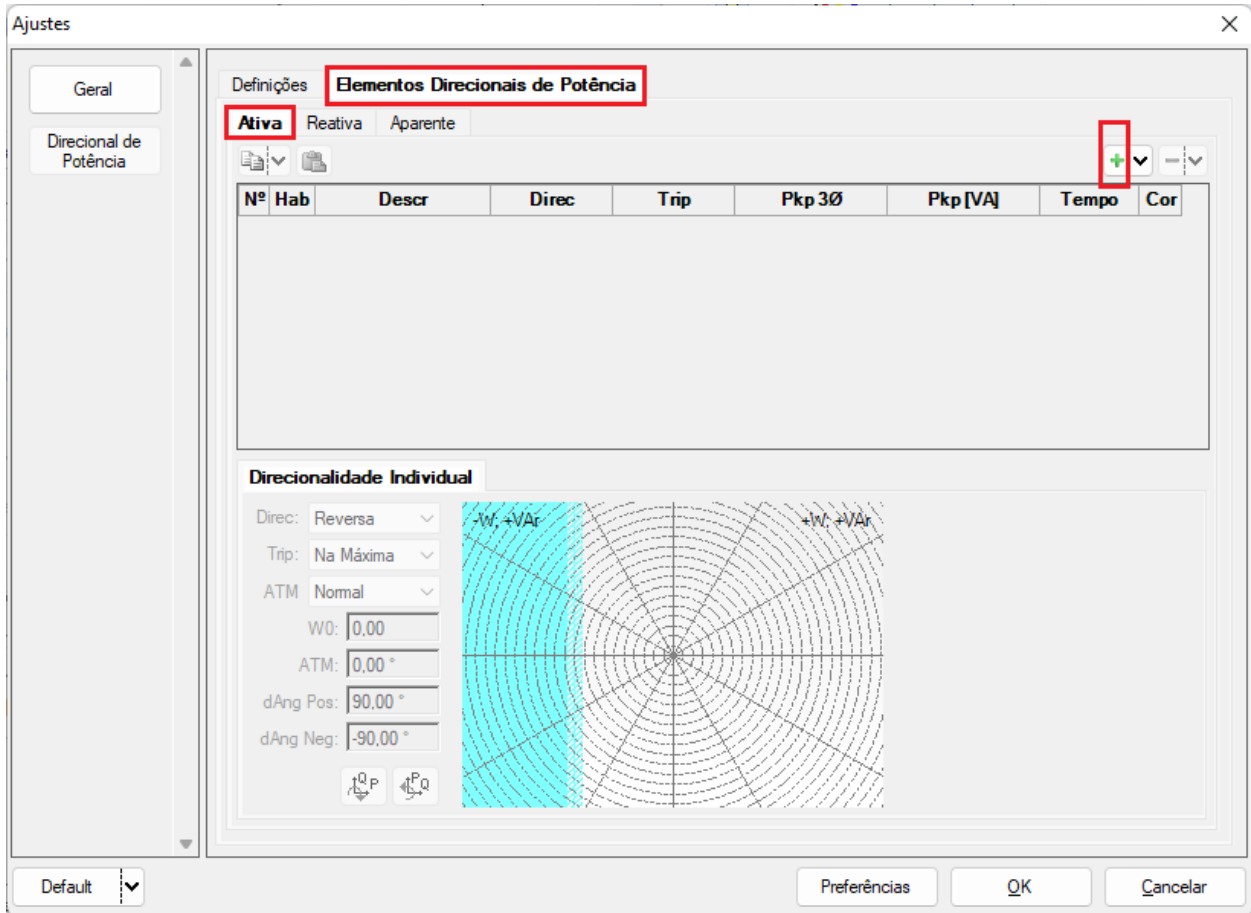 Ajustes
Geral
Direcional de
Potência
Definições Elementos Direcionais de Potência
Ativa Reativa Aparente
Nº Hab Descr Direc Trip Pkp 3Ø Pkp [VA] Tempo Cor
Direcionalidade Individual
Direc: Reversa
Trip: Na Máxima
ATM Normal
W0: 0,00
ATM: 0,00 °
dAng Pos: 90,00 °
dAng Neg: -90,00 °
-W; +VAr +W; +VAr
Q P P Q
Default Preferências OK Cancelar